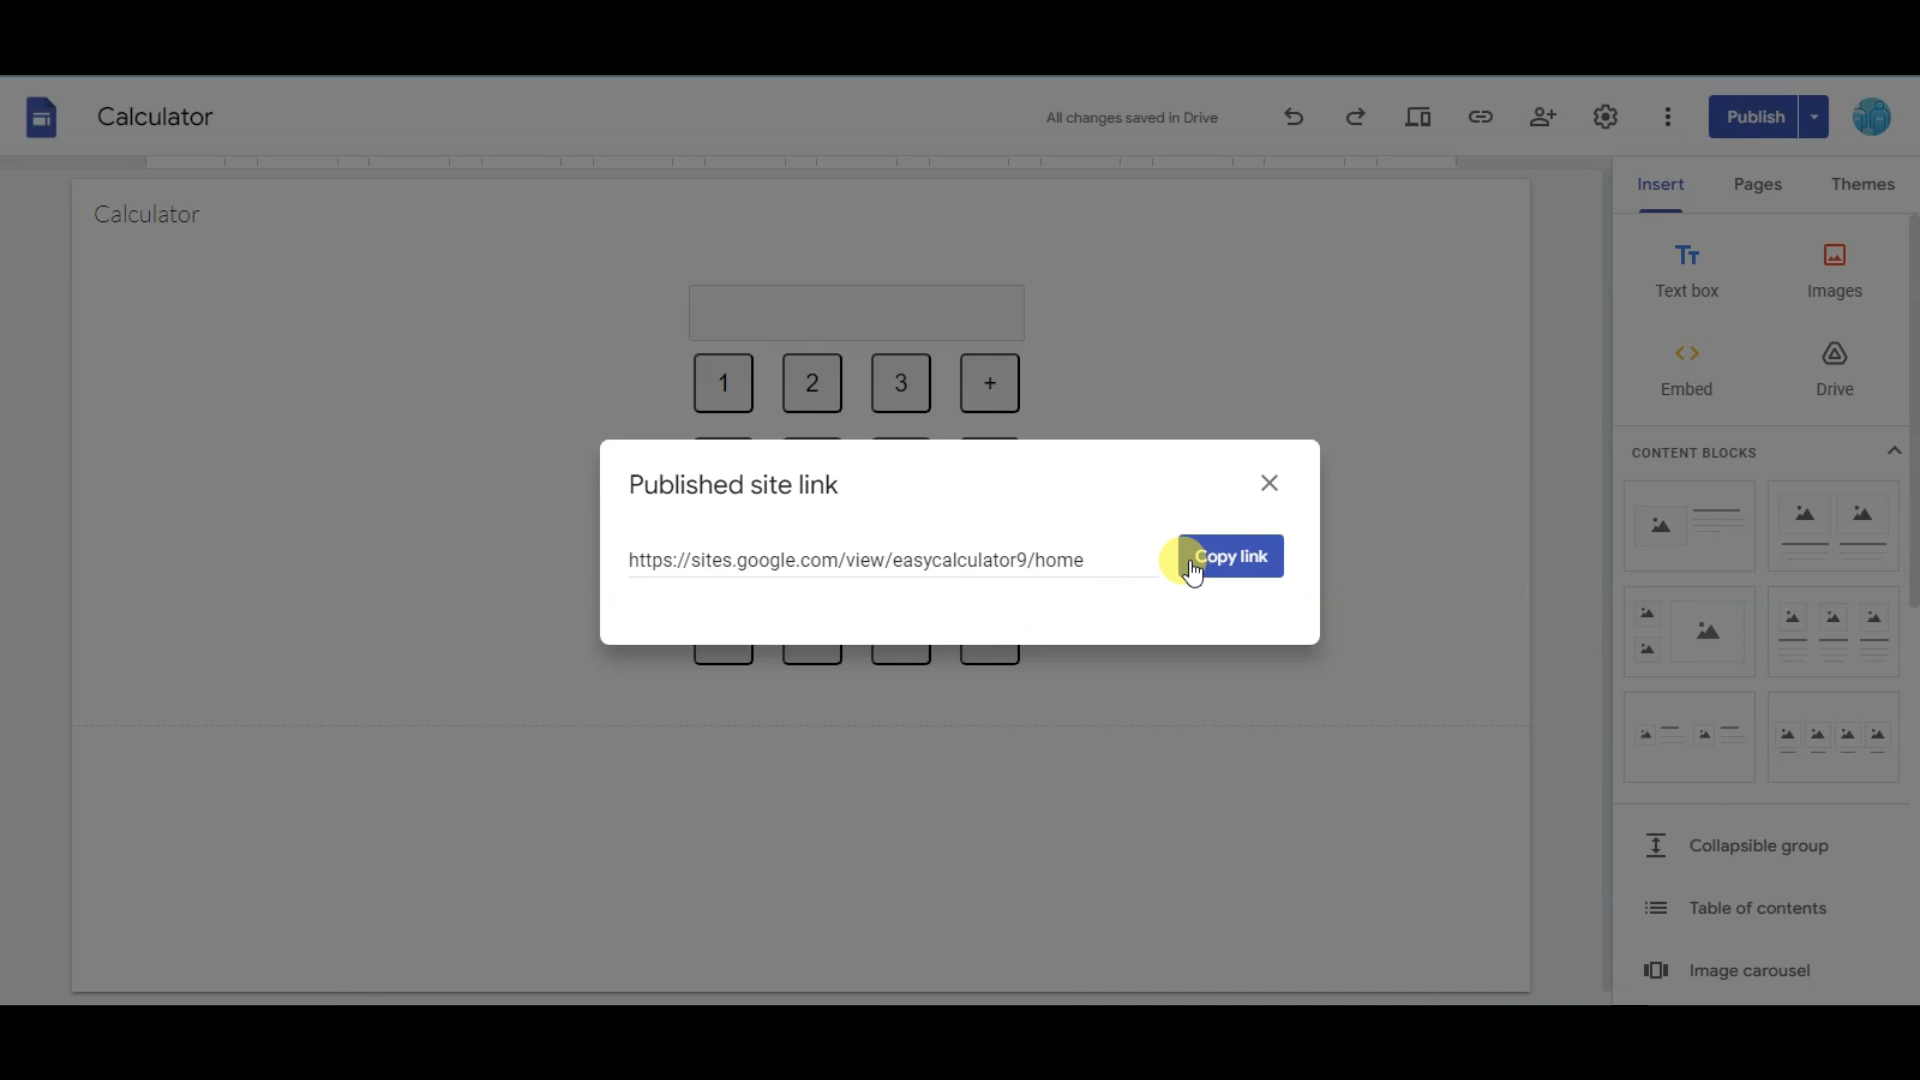 Calculator
All changes saved in Drive
Publish
Insert
Pages
Themes
Calculator
Tт
Text box
Images
1
2
3
+
Embed
Drive
CONTENT BLOCKS
Published site link
https://sites.google.com/view/easycalculator9/home
Copy link
Collapsible group
Table of contents
Image carousel